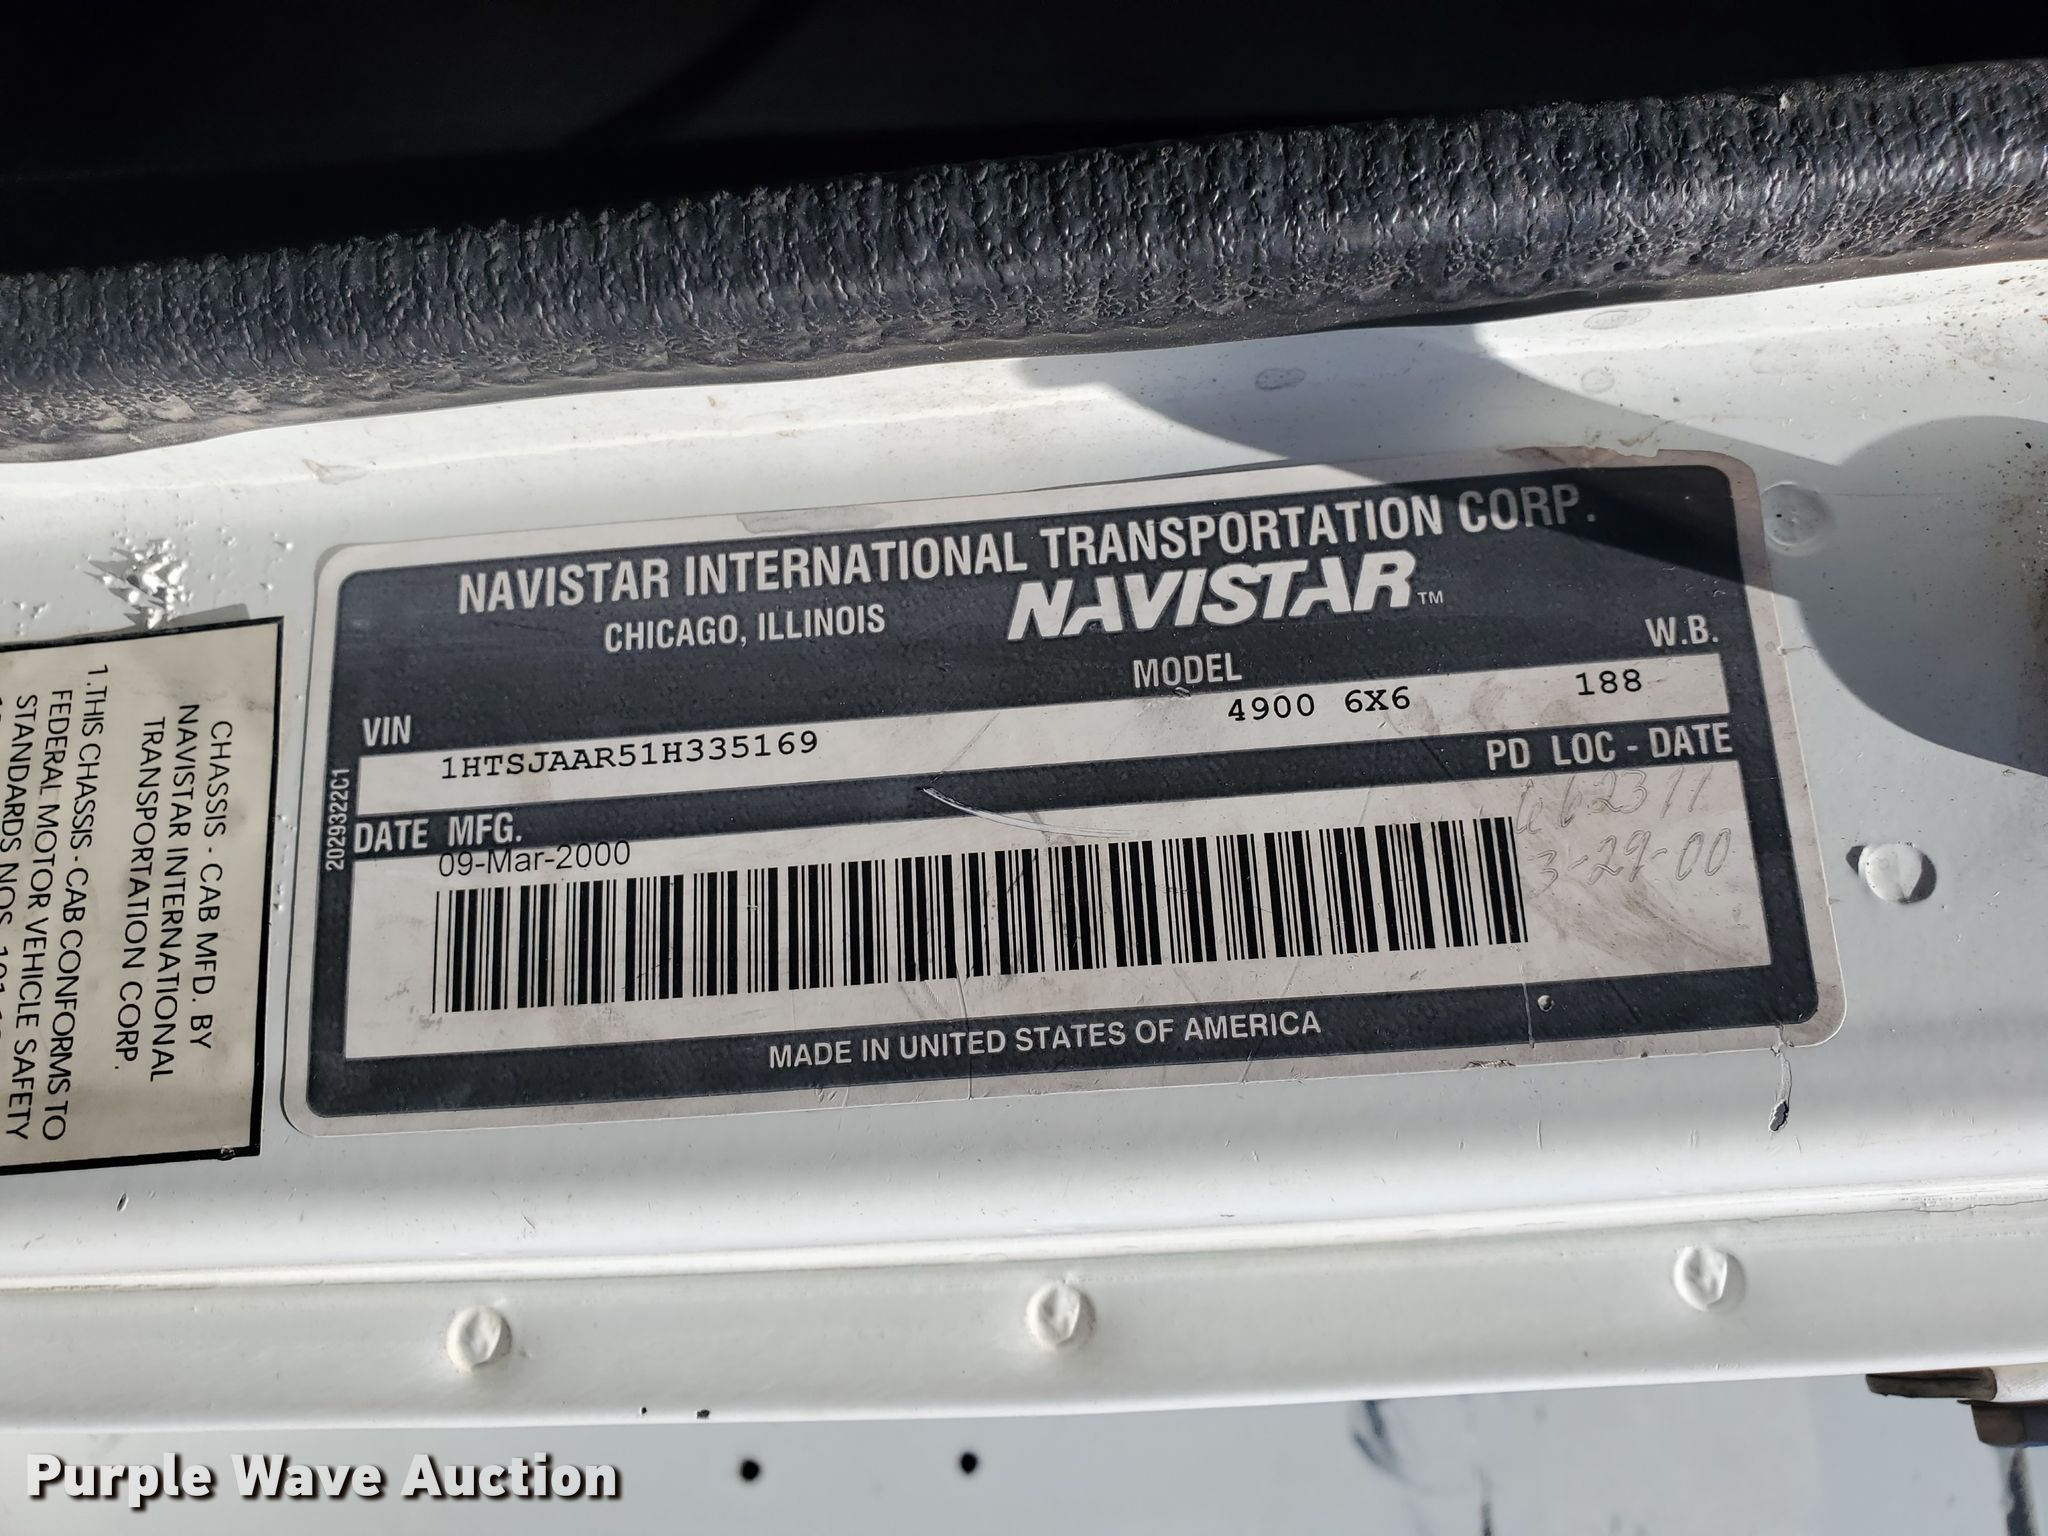 NAVISTAR INTERNATIONAL TRANSPORTATION CORP.
CHICAGO, ILLINOIS
NAVISTAR™
VIN
MODEL
W.B.
1HTSJAAR51H335169
4900 6X6
188
DATE MFG.
PD LOC - DATE
09-Mar-2000
2311
3-29-00
2029322C1
MADE IN UNITED STATES OF AMERICA
CHASSIS - CAB MFD. BY
NAVISTAR INTERNATIONAL
TRANSPORTATION CORP.
1. THIS CHASSIS - CAB CONFORMS TO
FEDERAL MOTOR VEHICLE SAFETY
STANDARDS NOS. 101
Purple Wave Auction